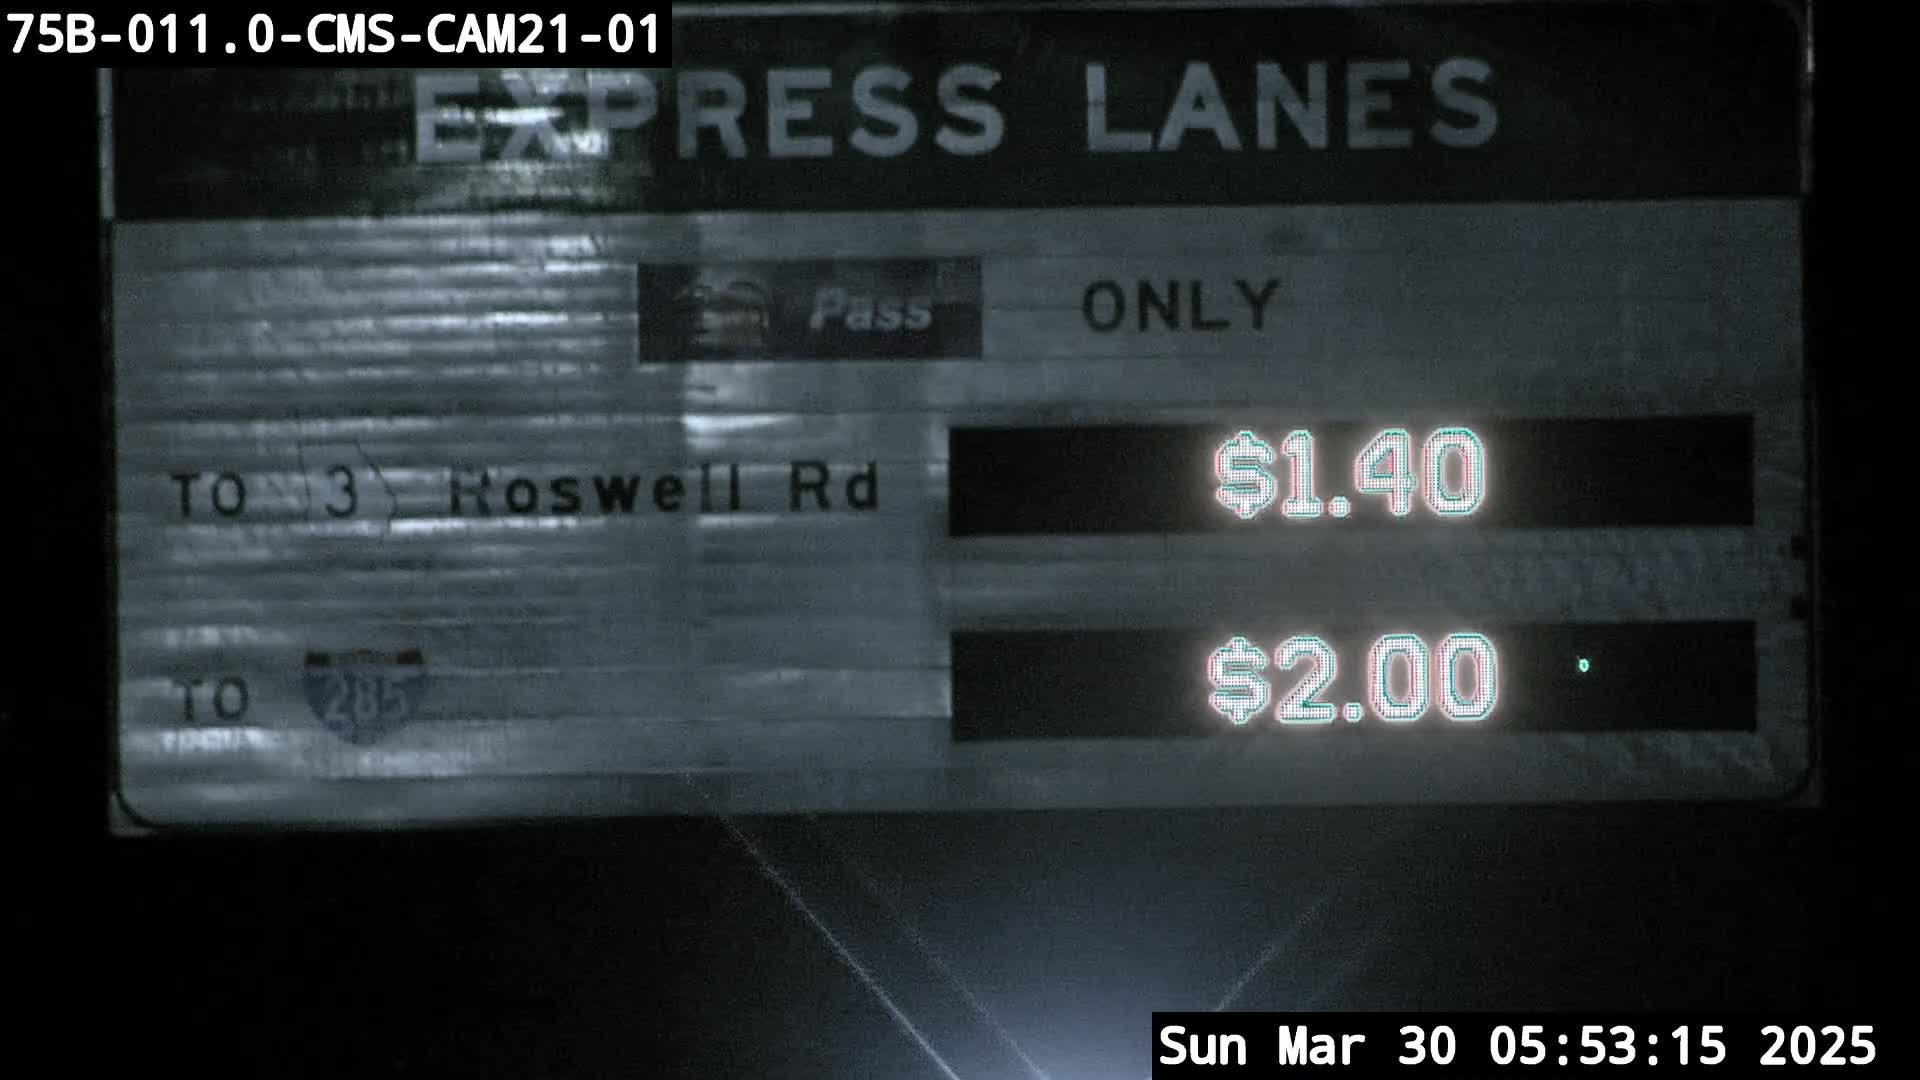 75B-011.0-CMS-CAM21-01
EXPRESS LANES
Pass ONLY
TO 3 Roswell Rd $1.40
TO 285 $2.00
Sun Mar 30 05:53:15 2025